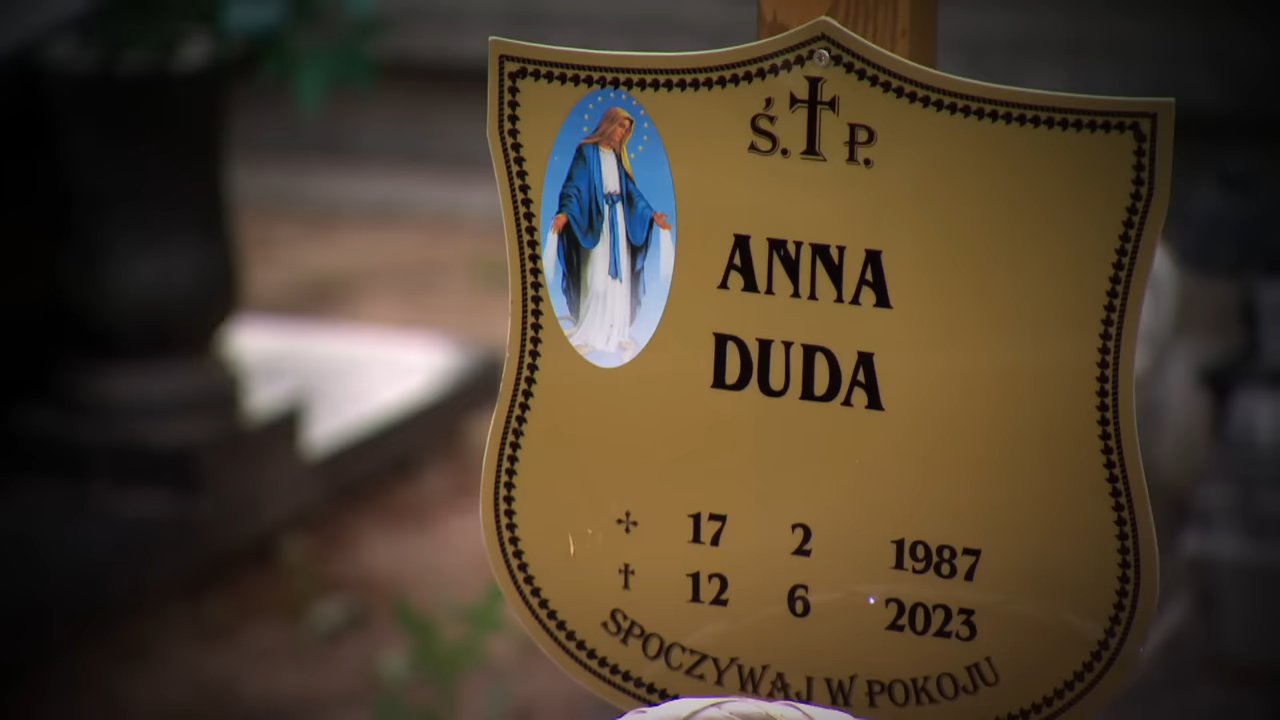 Ś.†P.
ANNA
DUDA
17 2 1987
† 12 6 2023
SPOCZYWAJ W POKOJU